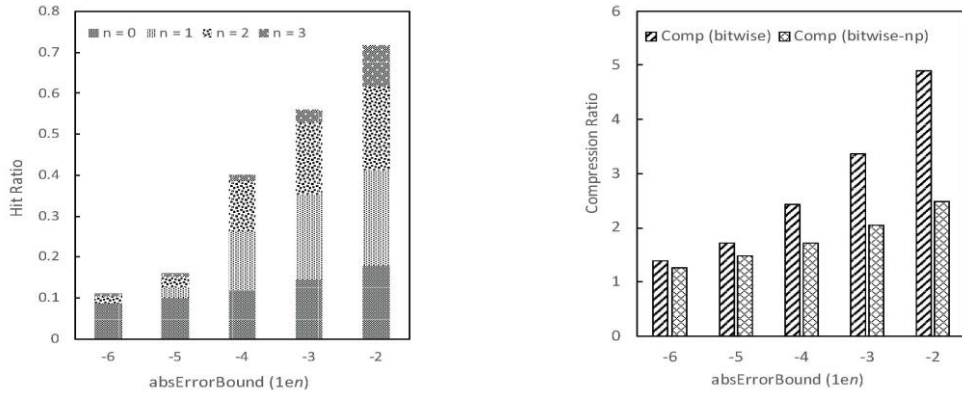 0.8
n = 0 n = 1 n = 2 n = 3
0.7
0.6
0.5
0.4
0.3
0.2
0.1
0
Hit Ratio
-6 -5 -4 -3 -2
absErrorBound (1en)
6
Comp (bitwise) Comp (bitwise-np)
5
4
3
2
1
0
Compression Ratio
-6 -5 -4 -3 -2
absErrorBound (1en)